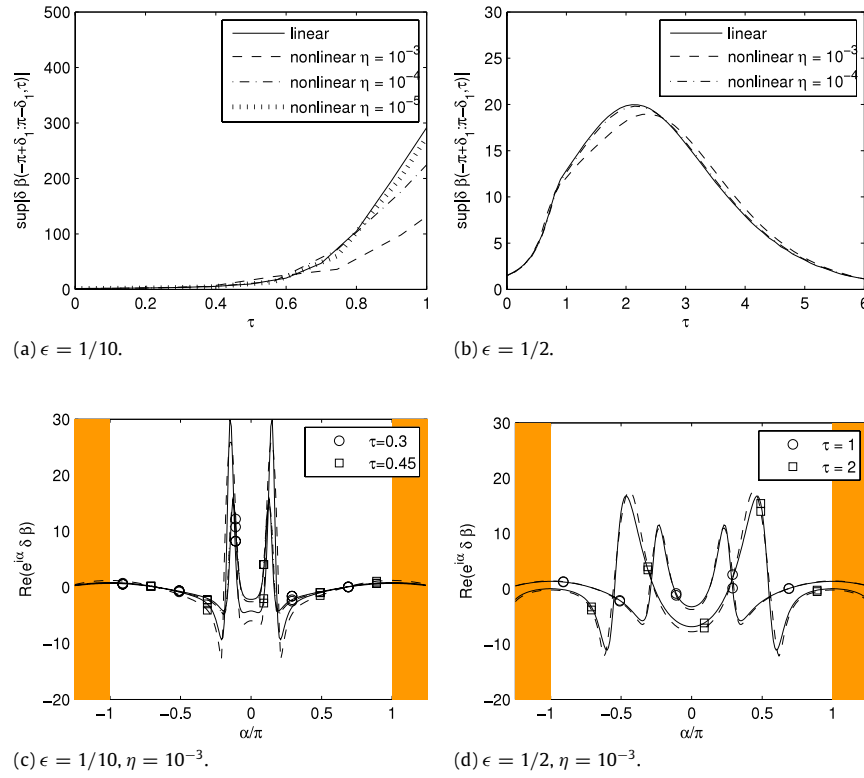 500
400
300
200
100
0
sup|δ β(−π+δ₁:π−δ₁,τ)|
linear
nonlinear η = 10⁻³
nonlinear η = 10⁻⁴
nonlinear η = 10⁻⁵
0 0.2 0.4 0.6 0.8 1
τ
(a) ϵ = 1/10.
30
25
20
15
10
5
0
sup|δ β(−π+δ₁:π−δ₁,τ)|
linear
nonlinear η = 10⁻³
nonlinear η = 10⁻⁴
0 1 2 3 4 5 6
τ
(b) ϵ = 1/2.
30
20
10
0
−10
−20
Re(e^{iα} δ β)
τ=0.3
τ=0.45
−1 −0.5 0 0.5 1
α/π
(c) ϵ = 1/10, η = 10⁻³.
30
20
10
0
−10
−20
Re(e^{iα} δ β)
τ = 1
τ = 2
−1 −0.5 0 0.5 1
α/π
(d) ϵ = 1/2, η = 10⁻³.